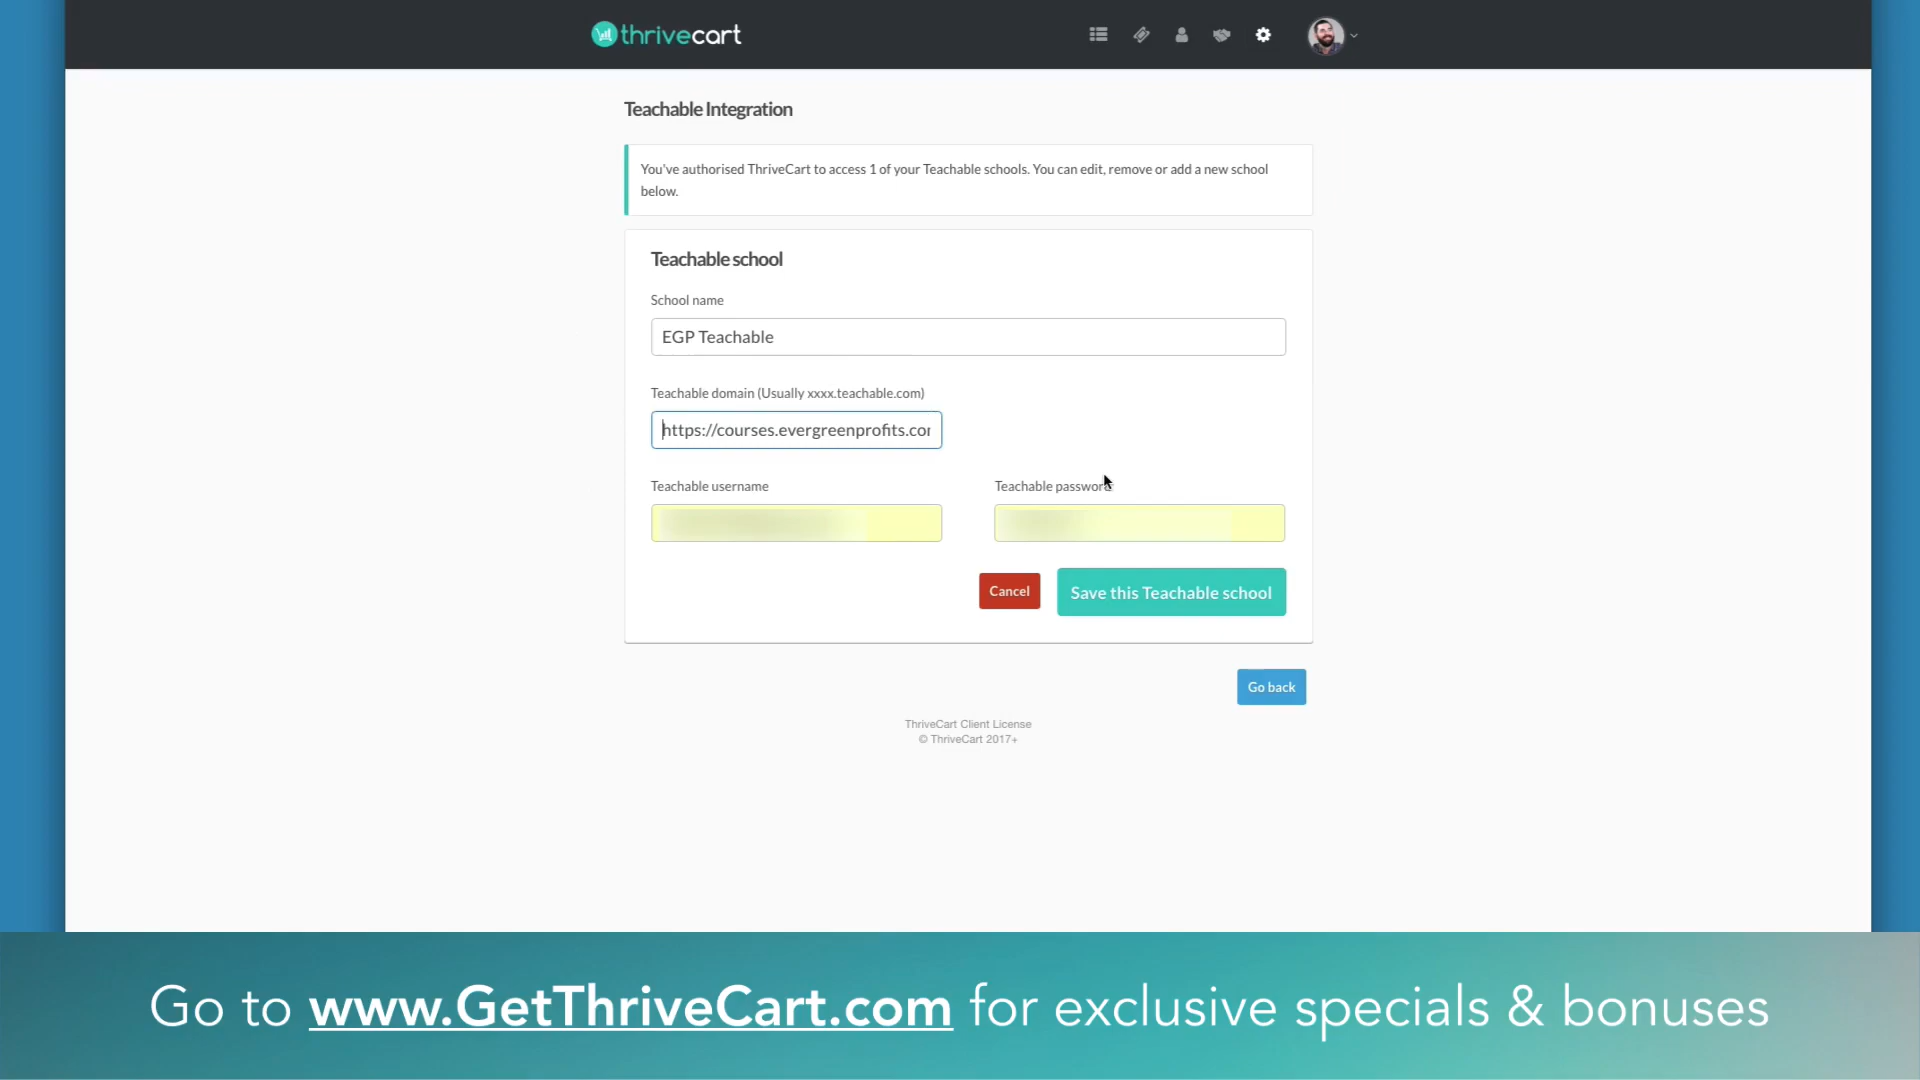 thrivecart
Teachable Integration
You've authorised ThriveCart to access 1 of your Teachable schools. You can edit, remove or add a new school
below.
Teachable school
School name
EGP Teachable
Teachable domain (Usually xxxx.teachable.com)
https://courses.evergreenprofits.cor
Teachable username
Teachable password
Cancel
Save this Teachable school
Go back
ThriveCart Client License
© ThriveCart 2017+
Go to www.GetThriveCart.com for exclusive specials & bonuses